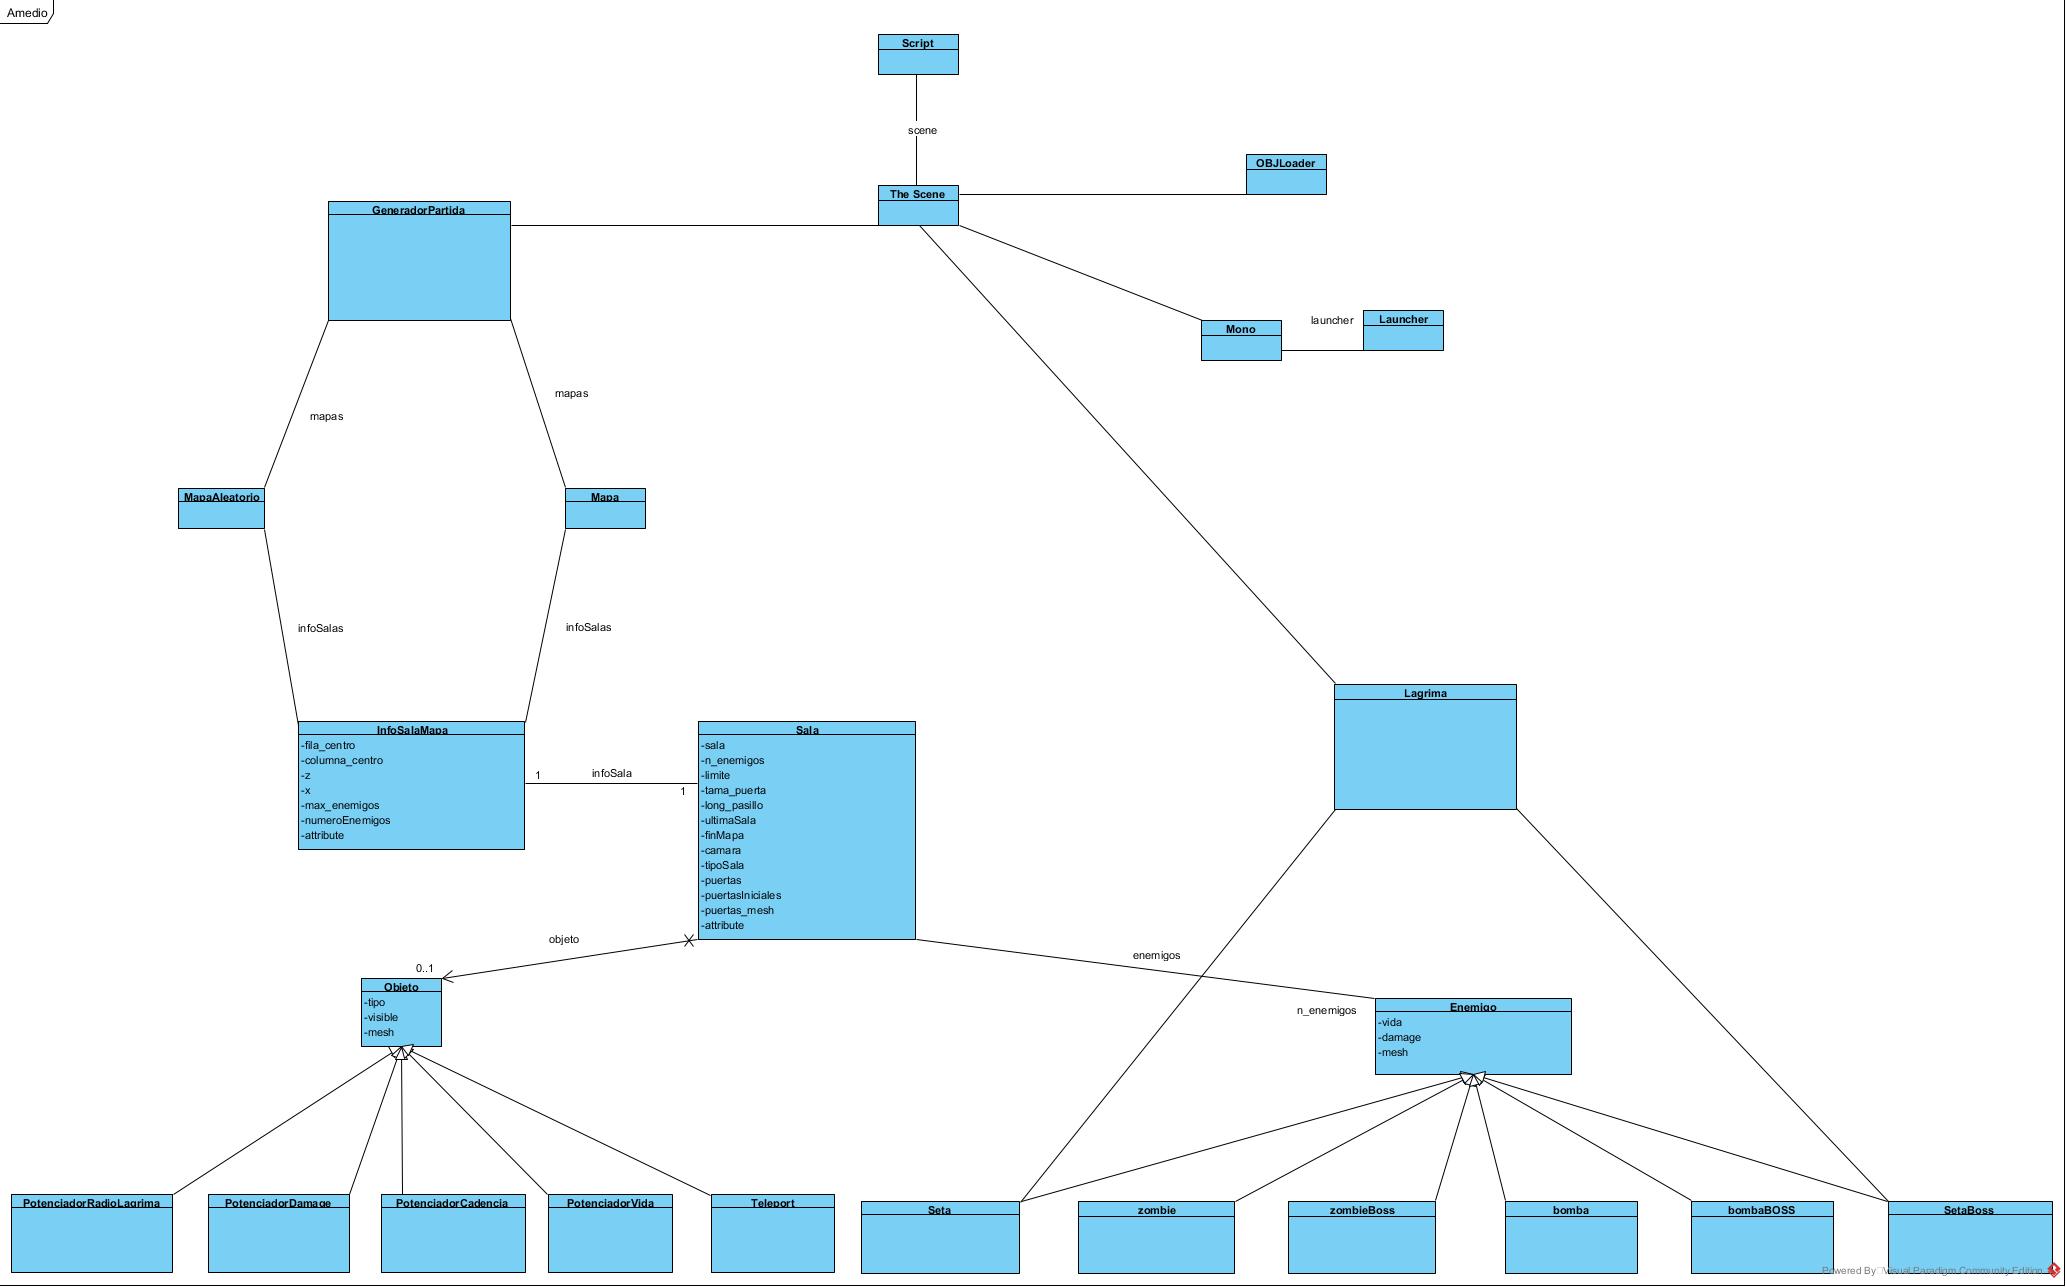 Amedio
Script
scene
OBJLoader
The Scene
GeneradorPartida
launcher
Launcher
Mono
mapas
mapas
MapaAleatorio
Mapa
infoSalas
infoSalas
Lagrima
InfoSalaMapa
-fila_centro
-columna_centro
-z
-x
-max_enemigos
-numeroEnemigos
-attribute
1
infoSala
1
Sala
-sala
-n_enemigos
-limite
-tama_puerta
-long_pasillo
-ultimaSala
-finMapa
-camara
-tipoSala
-puertas
-puertasIniciales
-puertas_mesh
-attribute
objeto
0..1
enemigos
n_enemigos
Objeto
-tipo
-visible
-mesh
Enemigo
-vida
-damage
-mesh
PotenciadorRadioLagrima
PotenciadorDamage
PotenciadorCadencia
PotenciadorVida
Teleport
Seta
zombie
zombieBoss
bomba
bombaBOSS
SetaBoss
Powered By Visual Paradigm Community Edition